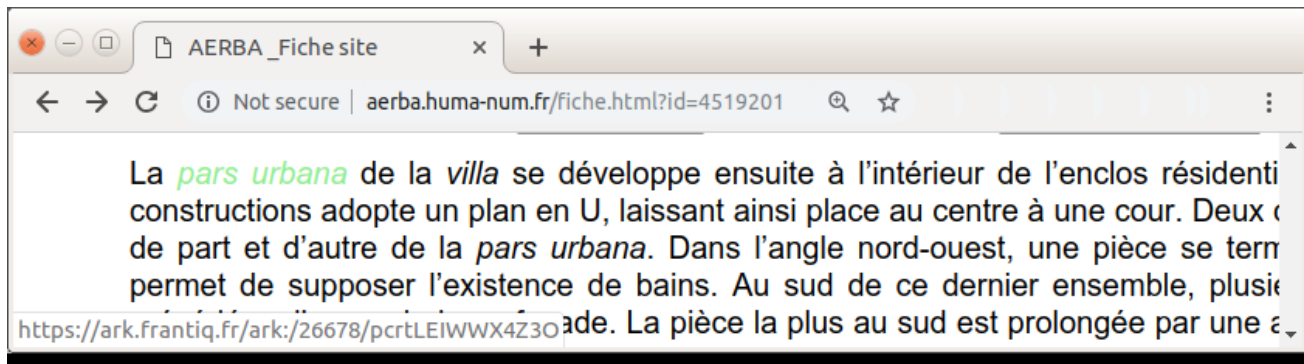 AERBA _Fiche site
Not secure | aerba.huma-num.fr/fiche.html?id=4519201
La pars urbana de la villa se développe ensuite à l’intérieur de l’enclos résidenti
constructions adopte un plan en U, laissant ainsi place au centre à une cour. Deux
de part et d’autre de la pars urbana. Dans l’angle nord-ouest, une pièce se term
permet de supposer l’existence de bains. Au sud de ce dernier ensemble, plusie
https://ark.frantiq.fr/ark:/26678/pcrtLEIWWX4Z3O ade. La pièce la plus au sud est prolongée par une a